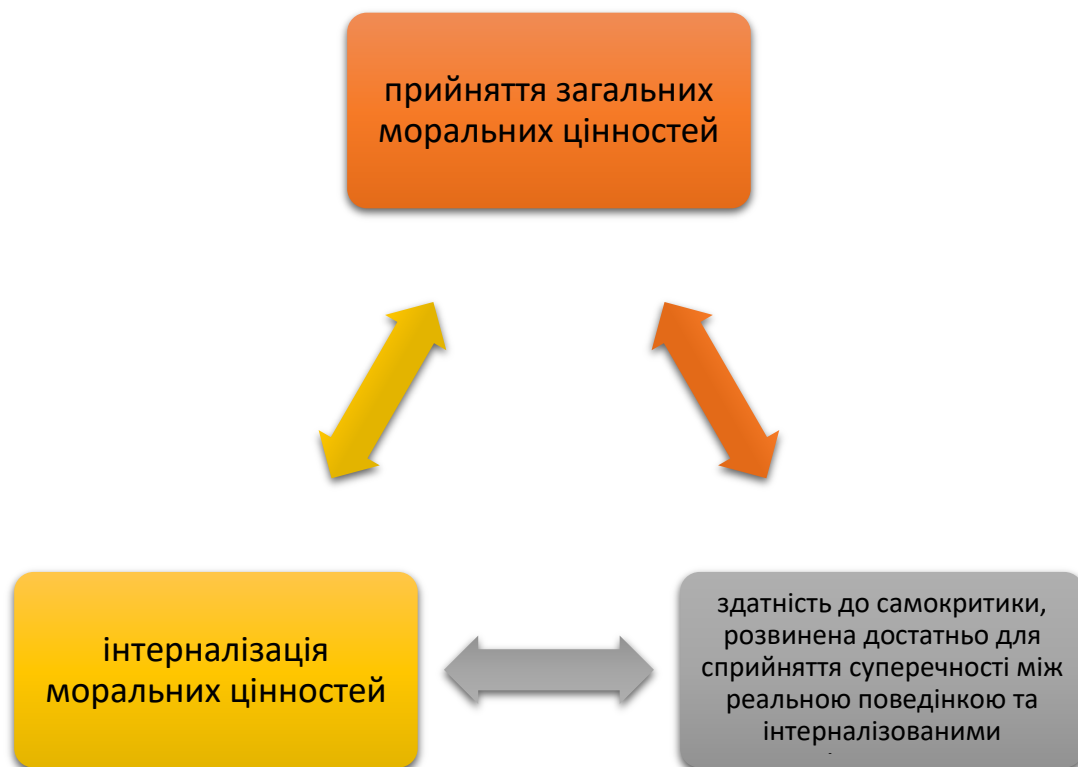 прийняття загальних
моральних цінностей
інтерналізація
моральних цінностей
здатність до самокритики,
розвинена достатньо для
сприйняття суперечності між
реальною поведінкою та
інтерналізованими